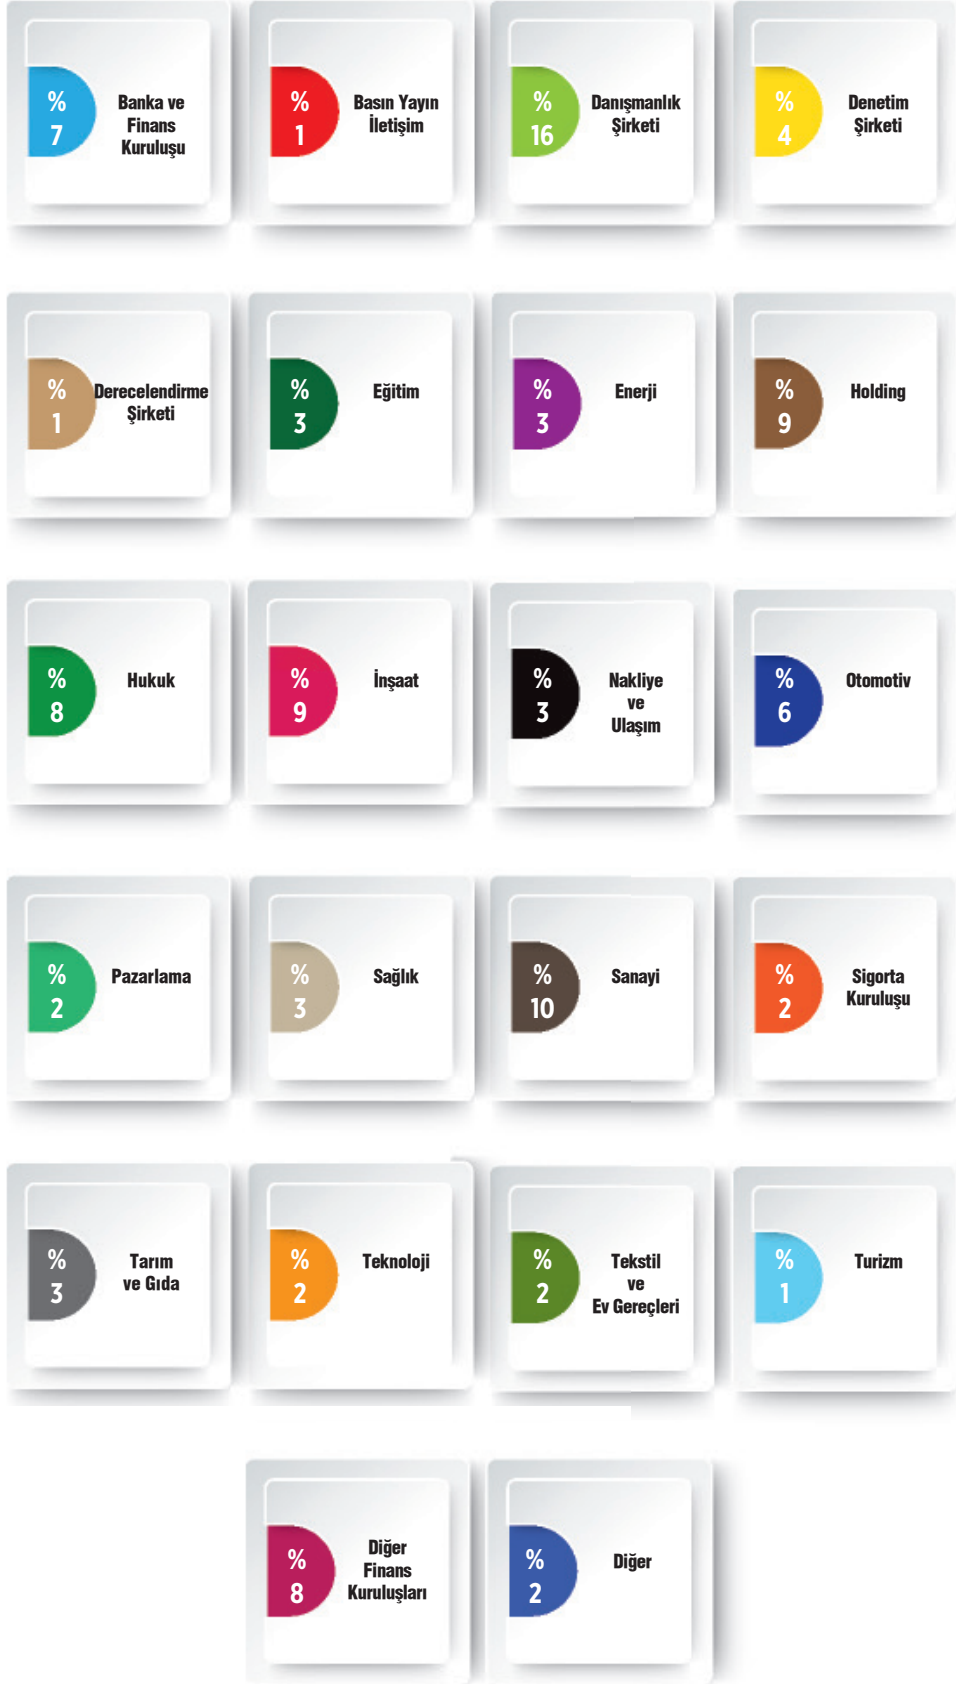 %
7
Banka ve
Finans
Kuruluşu
%
1
Basın Yayın
İletişim
%
16
Danışmanlık
Şirketi
%
4
Denetim
Şirketi
%
1
Derecelendirme
Şirketi
%
3
Eğitim
%
3
Enerji
%
9
Holding
%
8
Hukuk
%
9
İnşaat
%
3
Nakliye
ve
Ulaşım
%
6
Otomotiv
%
2
Pazarlama
%
3
Sağlık
%
10
Sanayi
%
2
Sigorta
Kuruluşu
%
3
Tarım
ve Gıda
%
2
Teknoloji
%
2
Tekstil
ve
Ev Gereçleri
%
1
Turizm
%
8
Diğer
Finans
Kuruluşları
%
2
Diğer